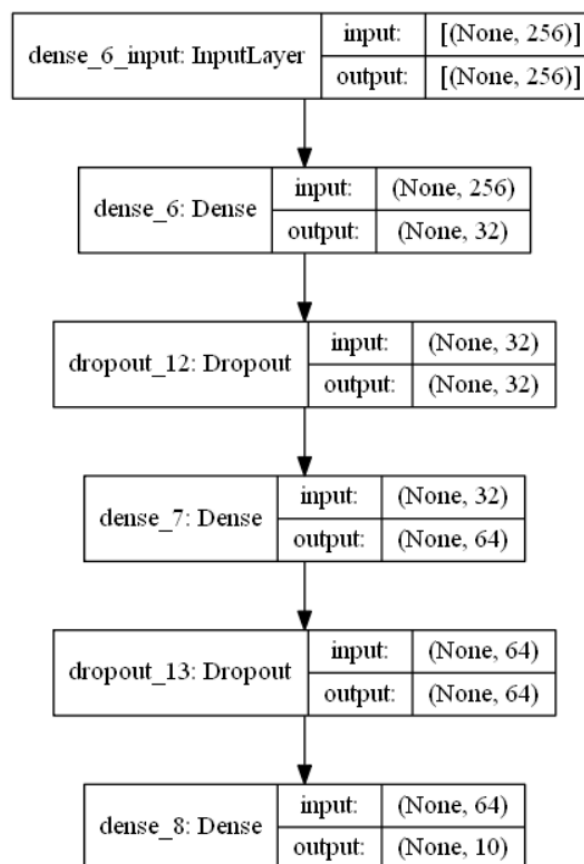 dense_6_input: InputLayer
input: [(None, 256)]
output: [(None, 256)]
dense_6: Dense
input: (None, 256)
output: (None, 32)
dropout_12: Dropout
input: (None, 32)
output: (None, 32)
dense_7: Dense
input: (None, 32)
output: (None, 64)
dropout_13: Dropout
input: (None, 64)
output: (None, 64)
dense_8: Dense
input: (None, 64)
output: (None, 10)